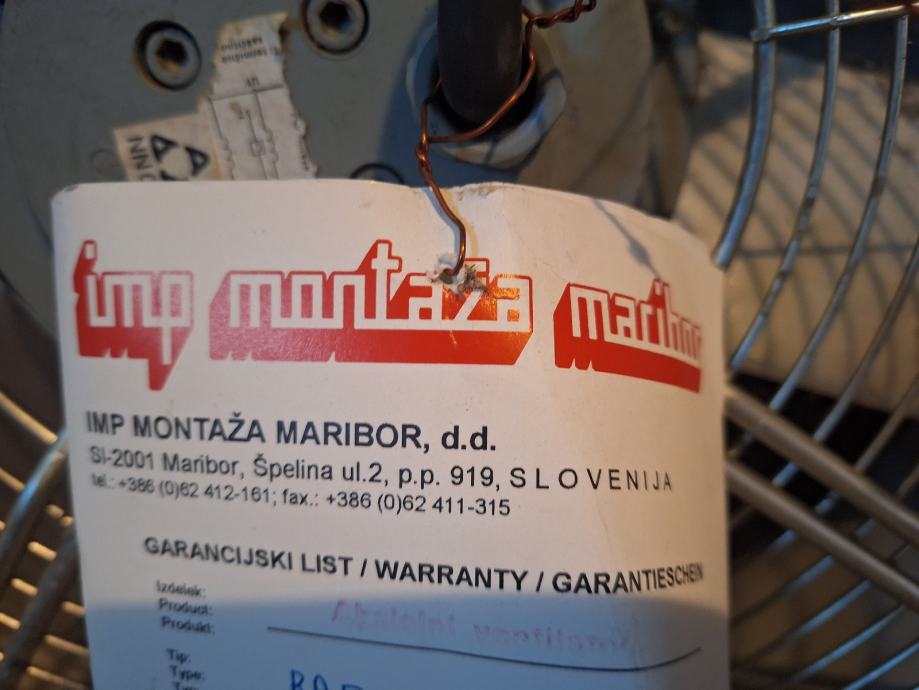 imp montaža maribor
IMP MONTAŽA MARIBOR, d.d.
SI-2001 Maribor, Špelina ul.2, p.p. 919, SLOVENIJA
tel.: +386 (0)62 412-161; fax.: +386 (0)62 411-315
GARANCIJSKI LIST / WARRANTY / GARANTIESCHEIN
Izdelek:
Product:
Produkt:
Tip:
Type: